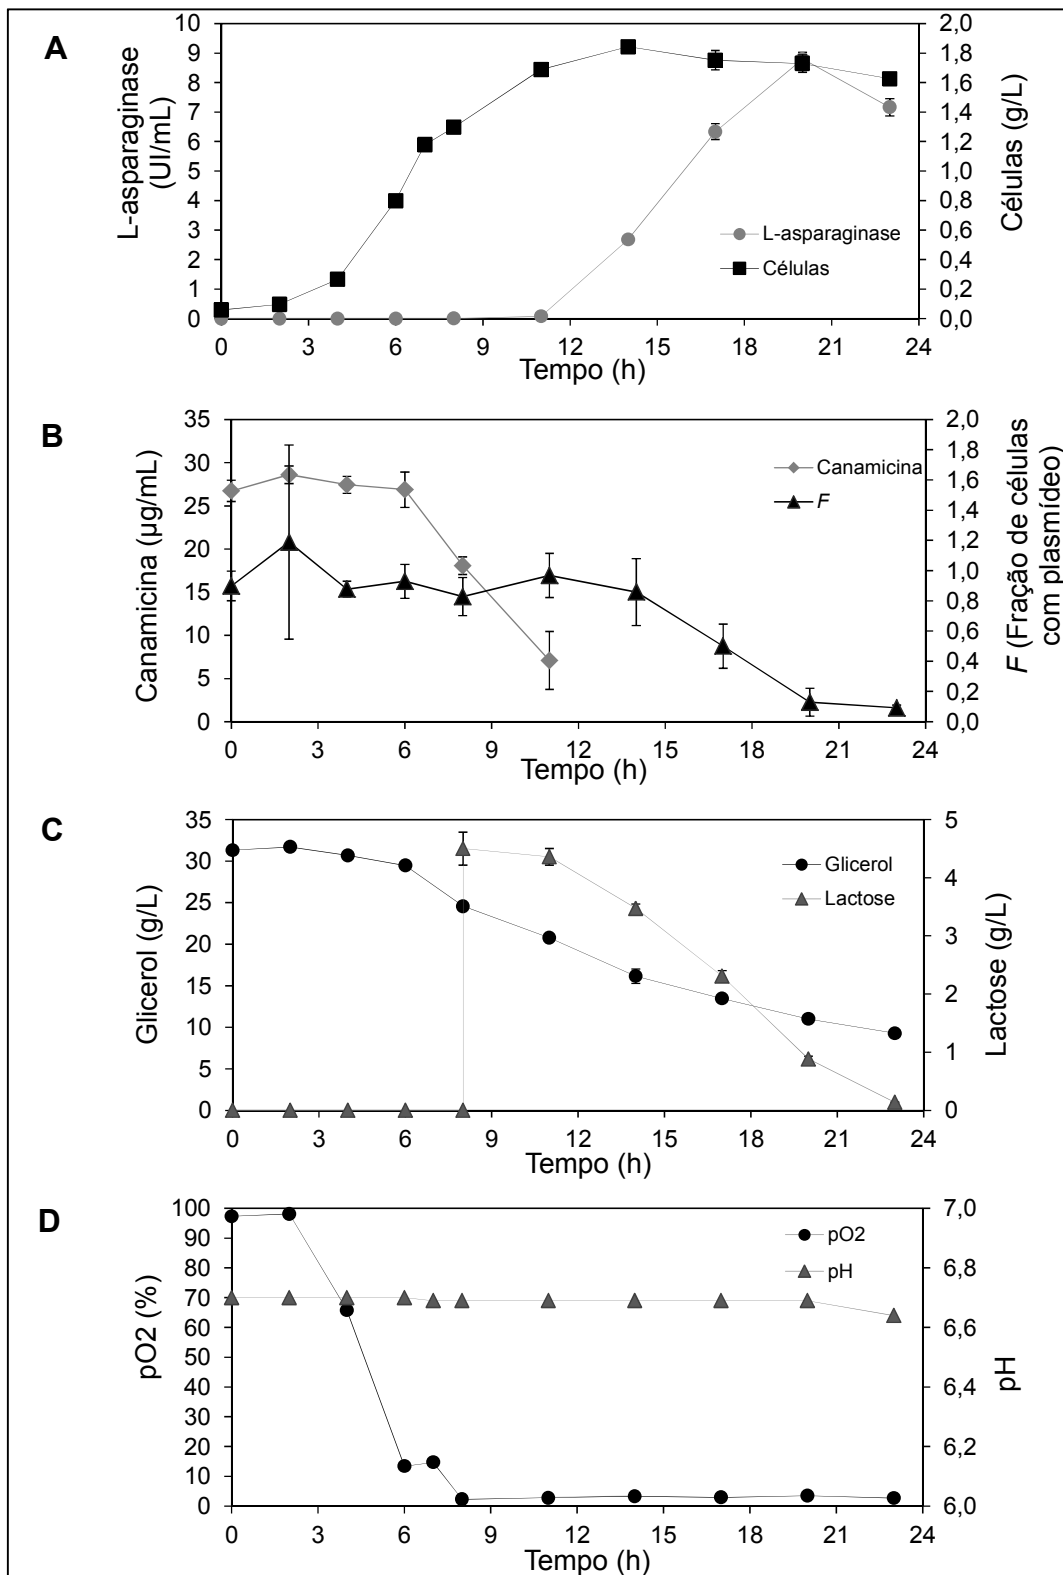 A
L-asparaginase
(UI/mL)
10
9
8
7
6
5
4
3
2
1
0
2,0
1,8
1,6
1,4
1,2
1,0
0,8
0,6
0,4
0,2
0,0
Células (g/L)
L-asparaginase
Células
0 3 6 9 12 15 18 21 24
Tempo (h)
B
Canamicina (µg/mL)
35
30
25
20
15
10
5
0
2,0
1,8
1,6
1,4
1,2
1,0
0,8
0,6
0,4
0,2
0,0
F (Fração de células
com plasmídeo)
Canamicina
F
0 3 6 9 12 15 18 21 24
Tempo (h)
C
Glicerol (g/L)
35
30
25
20
15
10
5
0
5
4
3
2
1
0
Lactose (g/L)
Glicerol
Lactose
0 3 6 9 12 15 18 21 24
Tempo (h)
D
pO2 (%)
100
90
80
70
60
50
40
30
20
10
0
7,0
6,8
6,6
6,4
6,2
6,0
pH
pO2
pH
0 3 6 9 12 15 18 21 24
Tempo (h)